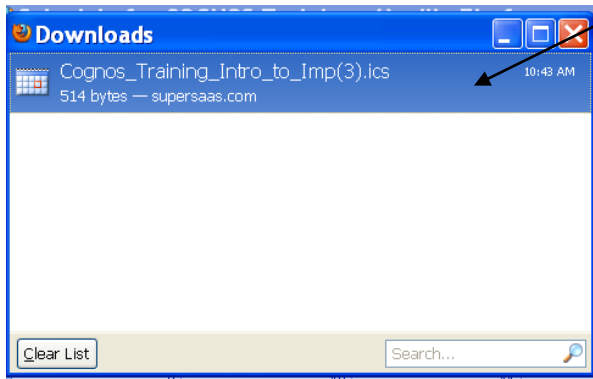 Downloads
Cognos_Training_Intro_to_Imp(3).ics
10:43 AM
514 bytes — supersaas.com
Clear List
Search...